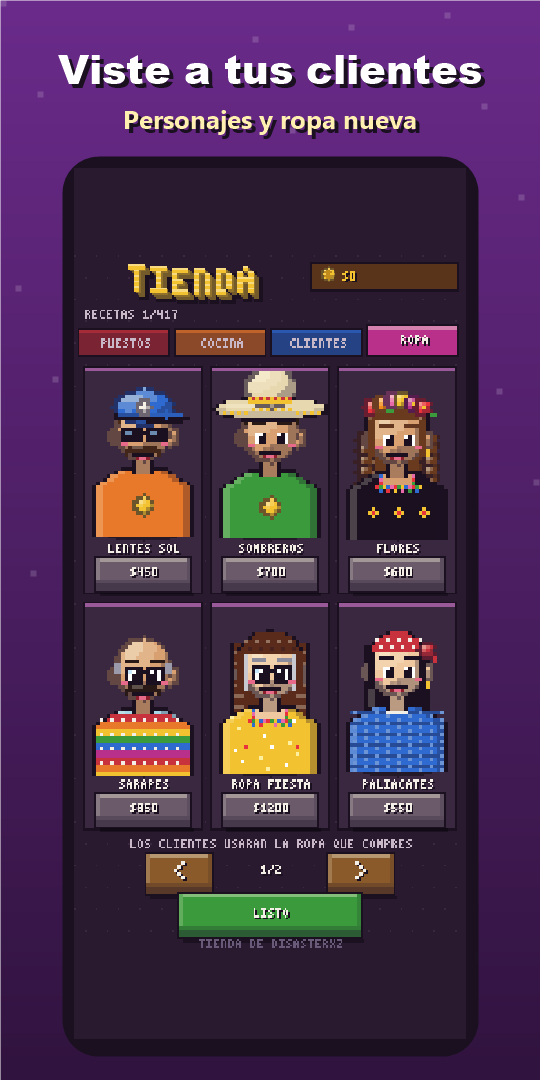 Viste a tus clientes
Personajes y ropa nueva
TIENDA
$0
RECETAS 1/417
PUESTOS COCINA CLIENTES ROPA
LENTES SOL SOMBREROS FLORES
$450 $700 $600
SARAPES ROPA FIESTA PALIACATES
$850 $1200 $550
LOS CLIENTES USARAN LA ROPA QUE COMPRES
< 1/2 >
LISTO
TIENDA DE DISASTERXZ